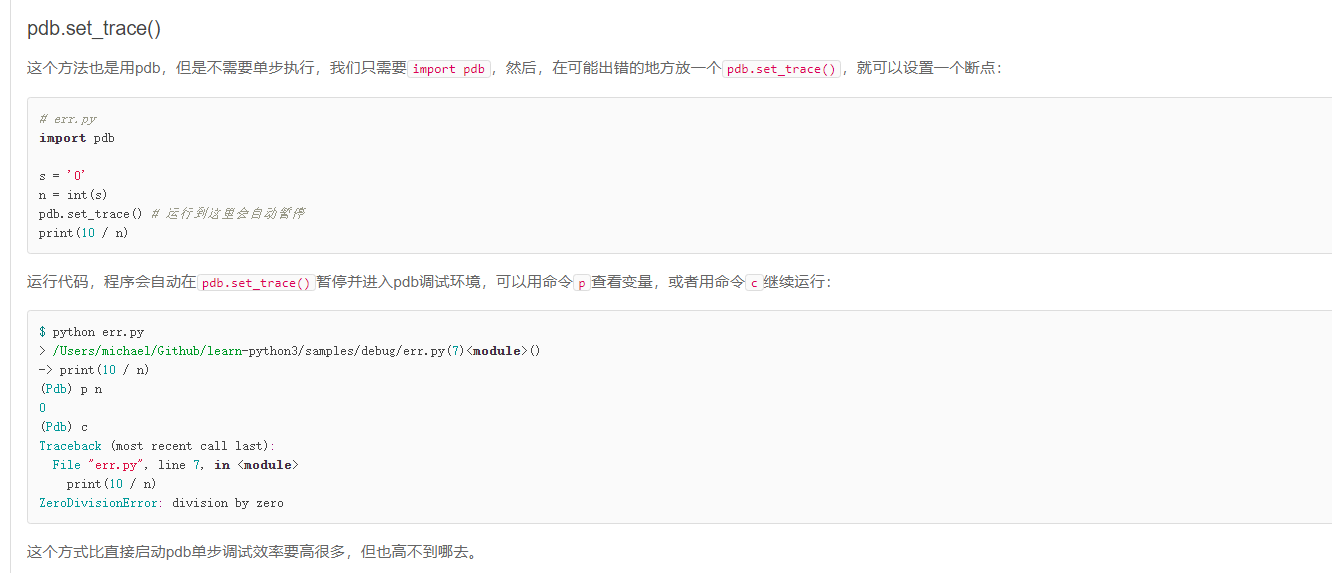 pdb.set_trace()
这个方法也是用pdb，但是不需要单步执行，我们只需要import pdb，然后，在可能出错的地方放一个pdb.set_trace()，就可以设置一个断点：
# err.py
import pdb
s = '0'
n = int(s)
pdb.set_trace() # 运行到这里会自动暂停
print(10 / n)
运行代码，程序会自动在pdb.set_trace()暂停并进入pdb调试环境，可以用命令p查看变量，或者用命令c继续运行：
$ python err.py
> /Users/michael/Github/learn-python3/samples/debug/err.py(7)<module>()
-> print(10 / n)
(Pdb) p n
0
(Pdb) c
Traceback (most recent call last):
  File "err.py", line 7, in <module>
    print(10 / n)
ZeroDivisionError: division by zero
这个方式比直接启动pdb单步调试效率要高很多，但也高不到哪去。